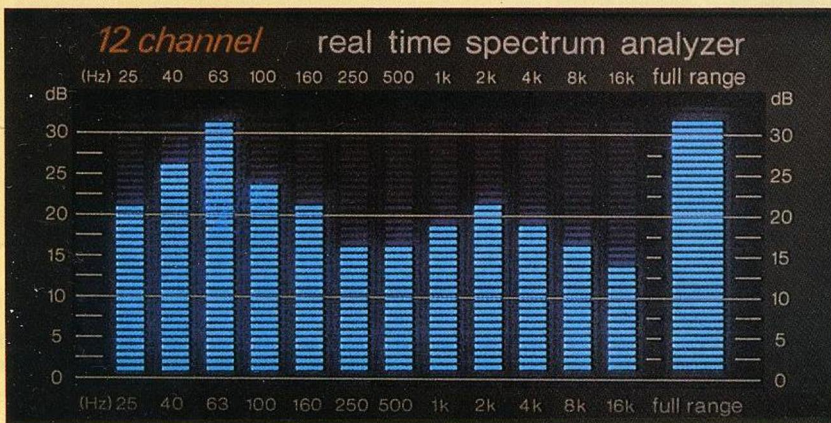 12 channel real time spectrum analyzer
(Hz) 25 40 63 100 160 250 500 1k 2k 4k 8k 16k full range
dB dB
30 30
25 25
20 20
15 15
10 10
5 5
0 0
(Hz) 25 40 63 100 160 250 500 1k 2k 4k 8k 16k full range